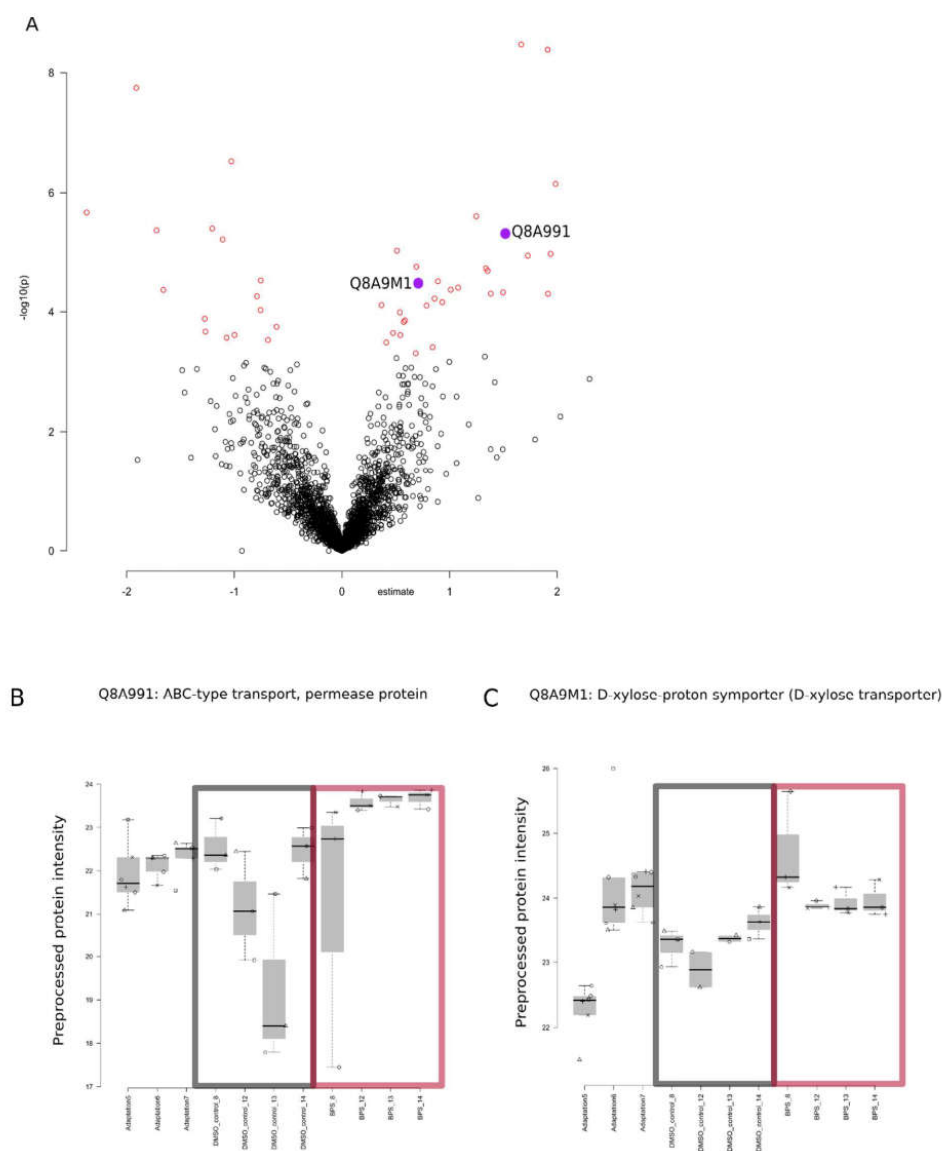 A
8
6
4
2
0
-log10(p)
Q8A991
Q8A9M1
-2
-1
0
1
2
estimate
B
Q8Λ991: ΛBC-type transport, permease protein
C
Q8A9M1: D-xylose-proton symporter (D-xylose transporter)
Preprocessed protein intensity
24
23
22
21
20
19
18
17
Adaptation5
Adaptation6
Adaptation7
DMSO_control_8
DMSO_control_12
DMSO_control_13
DMSO_control_14
BPS_8
BPS_12
BPS_13
BPS_14
Preprocessed protein intensity
26
25
24
23
22
Adaptation5
Adaptation6
Adaptation7
DMSO_control_8
DMSO_control_12
DMSO_control_13
DMSO_control_14
BPS_8
BPS_12
BPS_13
BPS_14